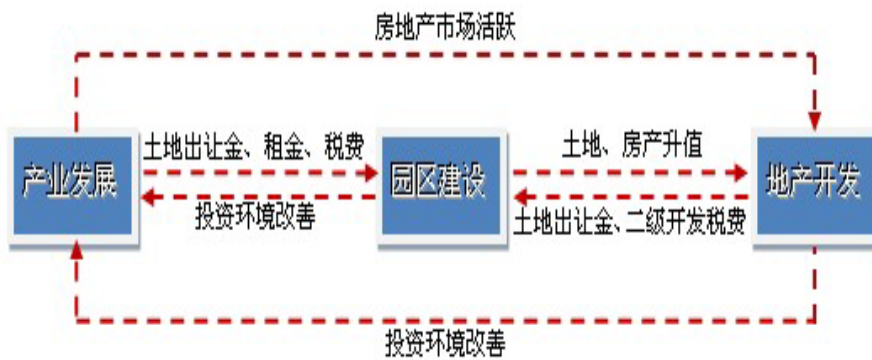 房地产市场活跃
土地出让金、租金、税费
土地、房产升值
产业发展
园区建设
地产开发
投资环境改善
土地出让金、二级开发税费
投资环境改善